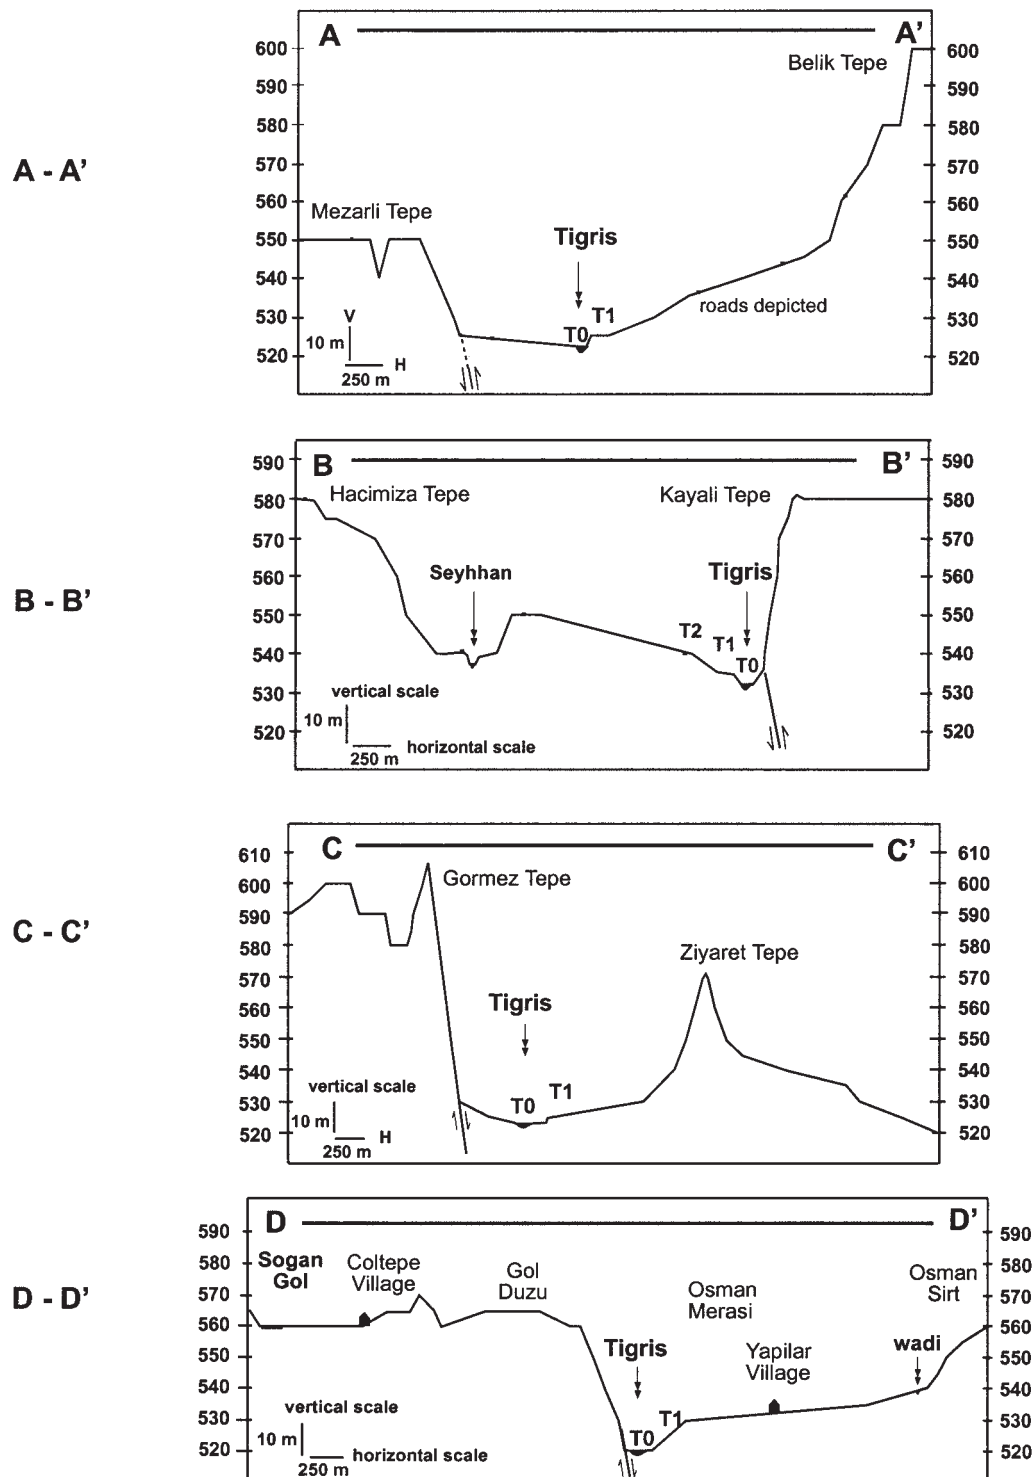 A - A’
A
A’
Belik Tepe
600
590
580
570
560
550
540
530
520
600
590
580
570
560
550
540
530
520
Mezarli Tepe
Tigris
T1
T0
roads depicted
V
10 m
H
250 m
B - B’
B
B’
590
580
570
560
550
540
530
520
590
580
570
560
550
540
530
520
Hacimiza Tepe
Kayali Tepe
Seyhhan
Tigris
T2
T1
T0
vertical scale
10 m
horizontal scale
250 m
C - C’
C
C’
610
600
590
580
570
560
550
540
530
520
610
600
590
580
570
560
550
540
530
520
Gormez Tepe
Ziyaret Tepe
Tigris
T1
T0
vertical scale
10 m
H
250 m
D - D’
D
D’
590
580
570
560
550
540
530
520
590
580
570
560
550
540
530
520
Sogan
Gol
Coltepe
Village
Gol
Duzu
Osman
Merasi
Osman
Sirt
Tigris
Yapilar
Village
wadi
T1
T0
vertical scale
10 m
horizontal scale
250 m